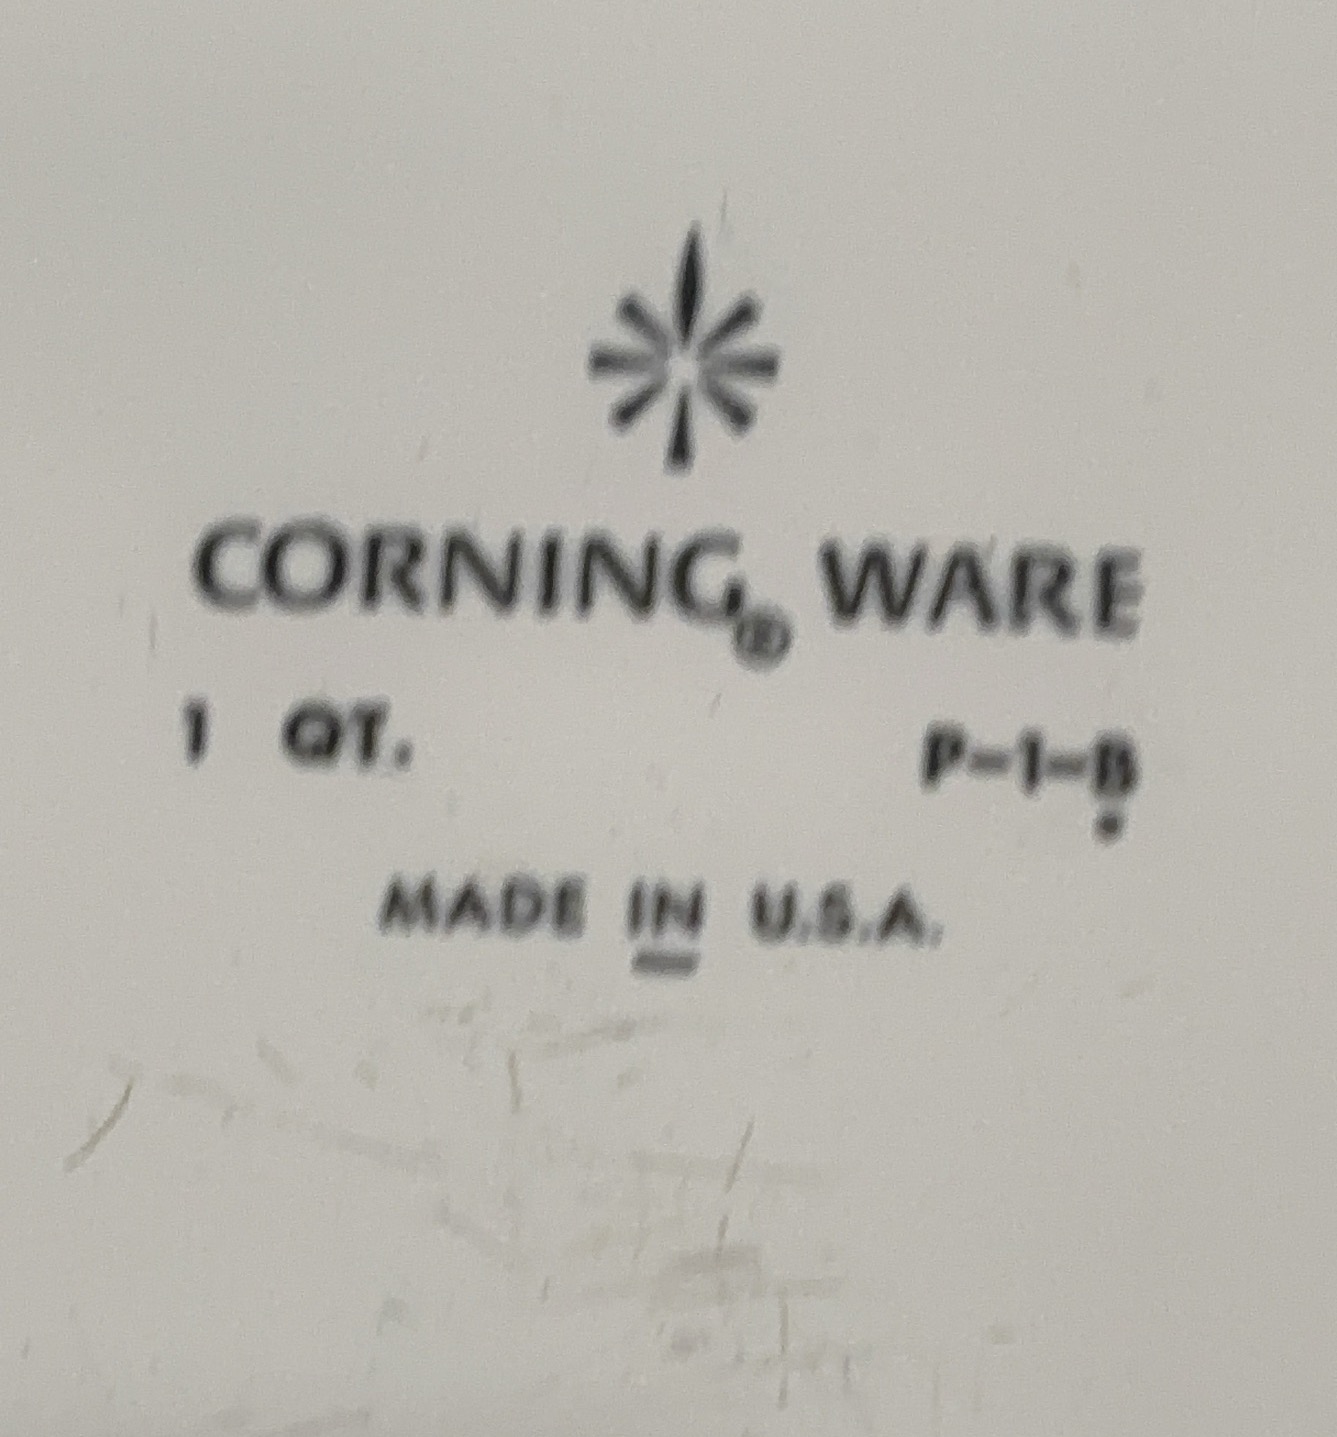 CORNING® WARE
1 QT. P-1-B
MADE IN U.S.A.